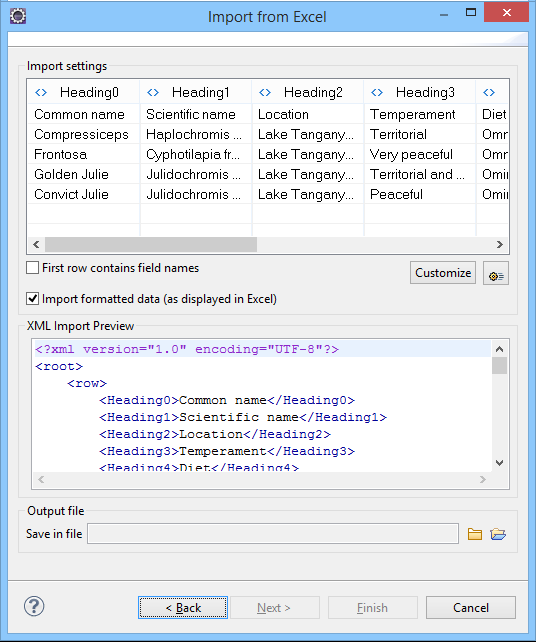 Import from Excel
Import settings
<> Heading0 <> Heading1 <> Heading2 <> Heading3 <>
Common name Scientific name Location Temperament Diet
Compressiceps Haplochromis ... Lake Tangany... Territorial Omn
Frontosa Cyphotilapia fr... Lake Tangany... Very peaceful Omn
Golden Julie Julidochromis ... Lake Tangany... Territorial and ... Omn
Convict Julie Julidochromis ... Lake Tangany... Peaceful Omin
First row contains field names
Customize
Import formatted data (as displayed in Excel)
XML Import Preview
<?xml version="1.0" encoding="UTF-8"?>
<root>
<row>
<Heading0>Common name</Heading0>
<Heading1>Scientific name</Heading1>
<Heading2>Location</Heading2>
<Heading3>Temperament</Heading3>
<Heading4>Diet</Heading4>
Output file
Save in file
? < Back Next > Finish Cancel